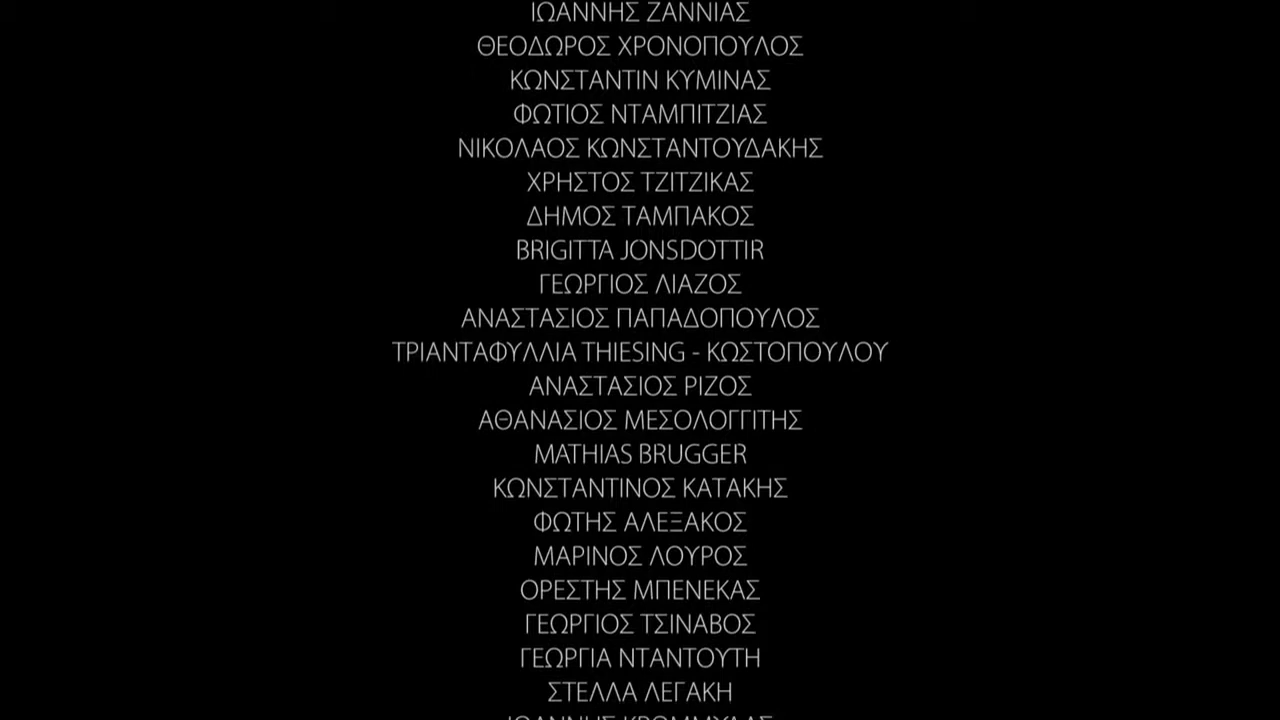 ΙΩΑΝΝΗΣ ΖΑΝΝΙΑΣ
ΘΕΟΔΩΡΟΣ ΧΡΟΝΟΠΟΥΛΟΣ
ΚΩΝΣΤΑΝΤΙΝ ΚΥΜΙΝΑΣ
ΦΩΤΙΟΣ ΝΤΑΜΠΙΤΖΙΑΣ
ΝΙΚΟΛΑΟΣ ΚΩΝΣΤΑΝΤΟΥΔΑΚΗΣ
ΧΡΗΣΤΟΣ ΤΖΙΤΖΙΚΑΣ
ΔΗΜΟΣ ΤΑΜΠΑΚΟΣ
BRIGITTA JONSDOTTIR
ΓΕΩΡΓΙΟΣ ΛΙΑΖΟΣ
ΑΝΑΣΤΑΣΙΟΣ ΠΑΠΑΔΟΠΟΥΛΟΣ
ΤΡΙΑΝΤΑΦΥΛΛΙΑ THIESING - ΚΩΣΤΟΠΟΥΛΟΥ
ΑΝΑΣΤΑΣΙΟΣ ΡΙΖΟΣ
ΑΘΑΝΑΣΙΟΣ ΜΕΣΟΛΟΓΓΙΤΗΣ
MATHIAS BRUGGER
ΚΩΝΣΤΑΝΤΙΝΟΣ ΚΑΤΑΚΗΣ
ΦΩΤΗΣ ΑΛΕΞΑΚΟΣ
ΜΑΡΙΝΟΣ ΛΟΥΡΟΣ
ΟΡΕΣΤΗΣ ΜΠΕΝΕΚΑΣ
ΓΕΩΡΓΙΟΣ ΤΣΙΝΑΒΟΣ
ΓΕΩΡΓΙΑ ΝΤΑΝΤΟΥΤΗ
ΣΤΕΛΛΑ ΛΕΓΑΚΗ
ΙΩΑΝΝΗΣ